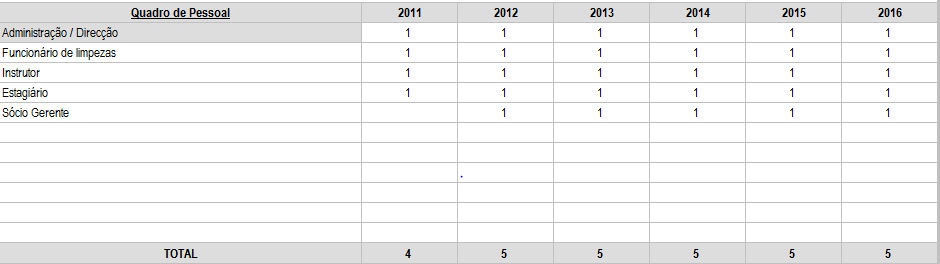 Quadro de Pessoal 2011 2012 2013 2014 2015 2016
Administração / Direcção 1 1 1 1 1 1
Funcionário de limpezas 1 1 1 1 1 1
Instrutor 1 1 1 1 1 1
Estagiário 1 1 1 1 1 1
Sócio Gerente 1 1 1 1 1
TOTAL 4 5 5 5 5 5